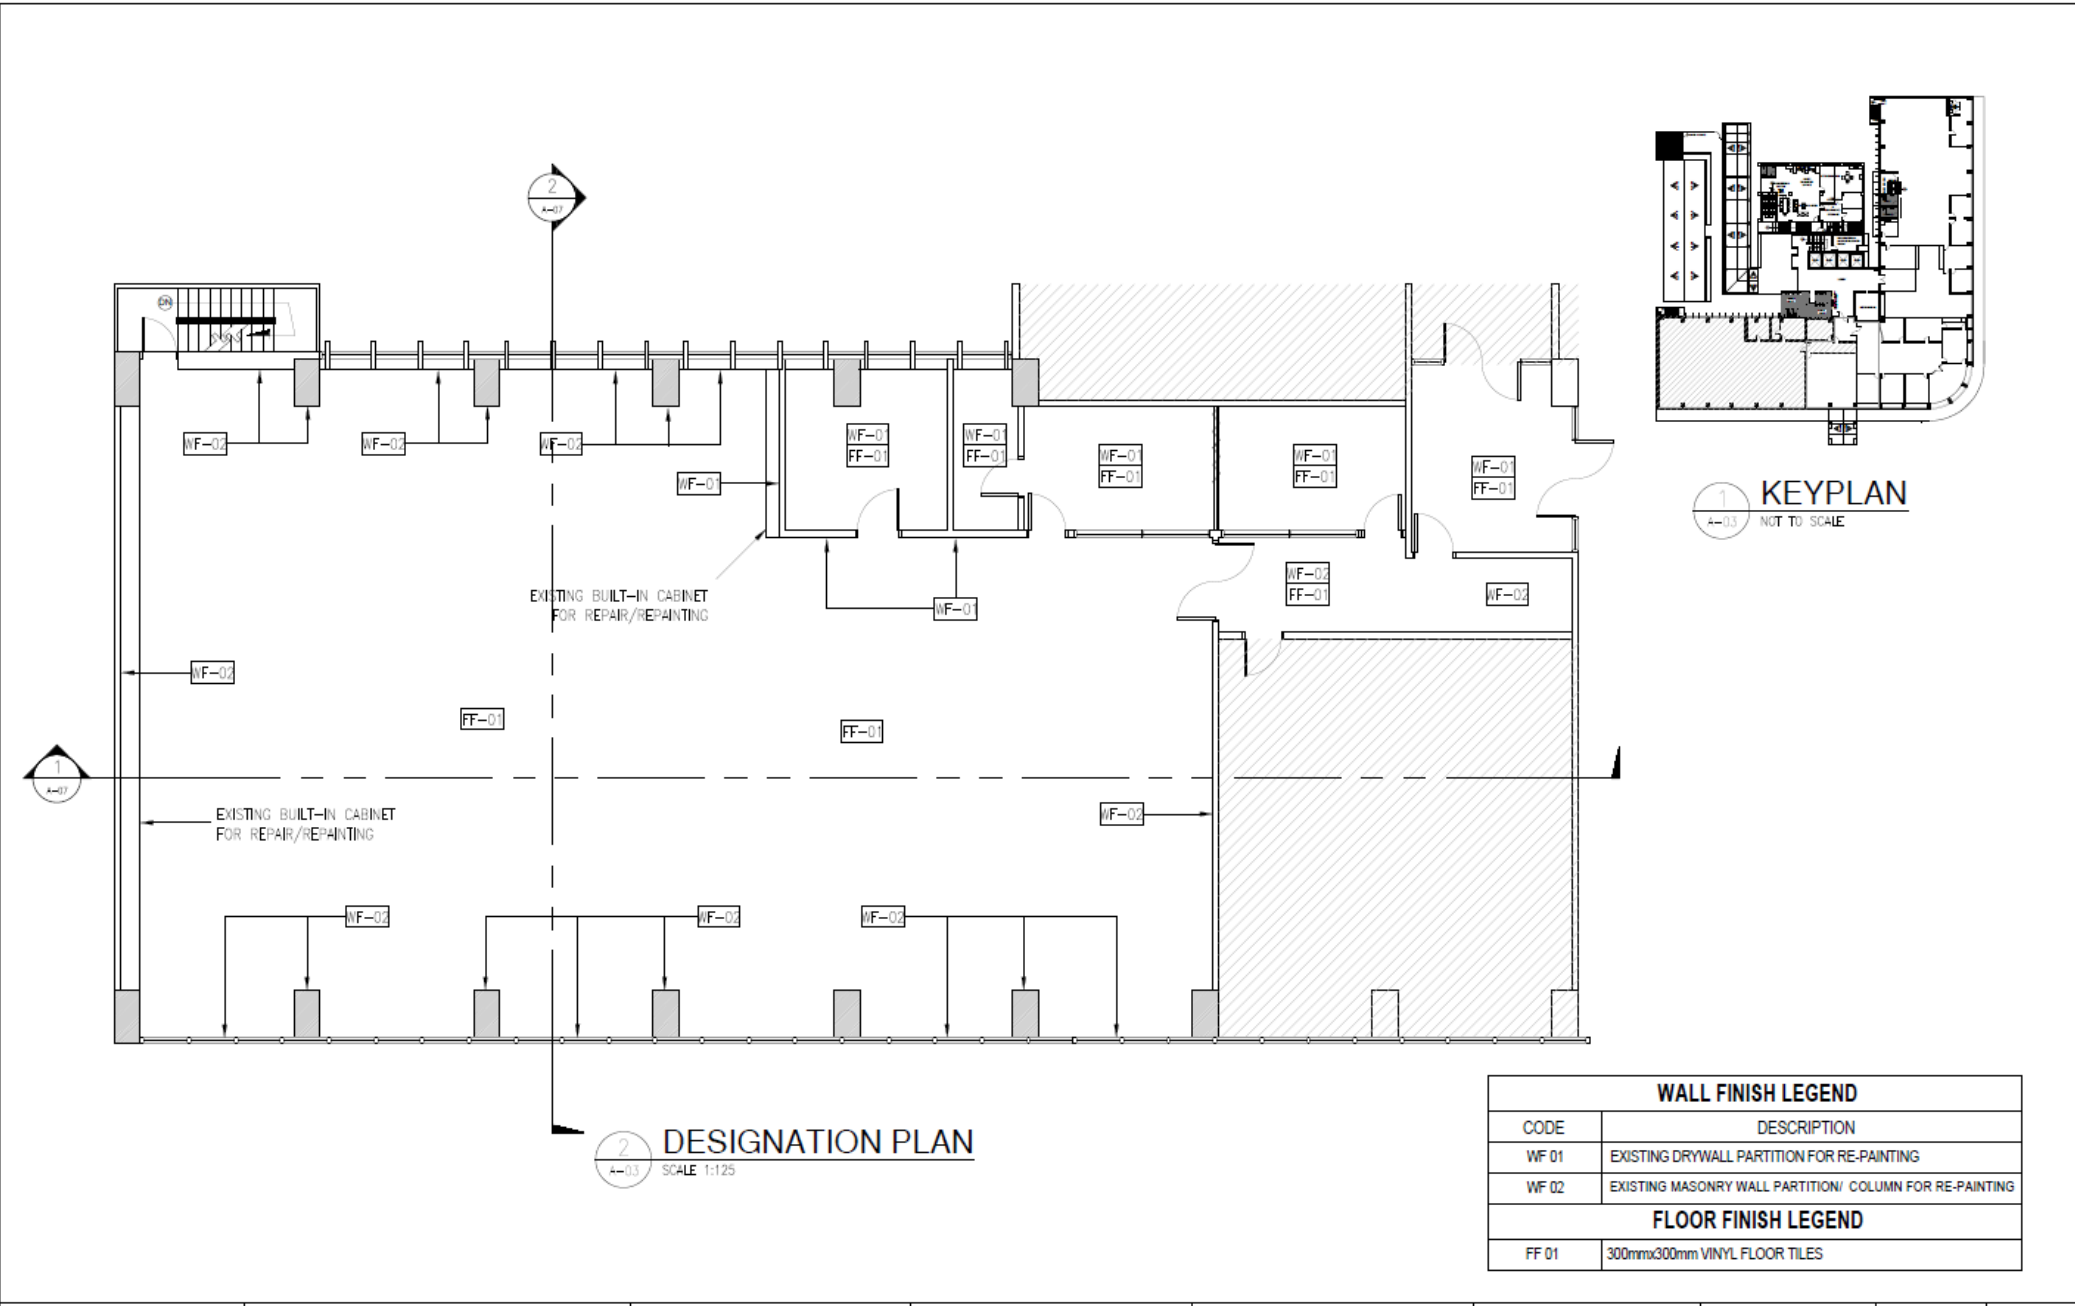 2
A-07
DN
WF-02
WF-02
WF-02
WF-01
FF-01
WF-01
FF-01
WF-01
FF-01
WF-01
FF-01
WF-01
FF-01
WF-01
EXISTING BUILT-IN CABINET
FOR REPAIR/REPAINTING
WF-01
WF-02
FF-01
WF-02
WF-02
FF-01
FF-01
1
A-07
EXISTING BUILT-IN CABINET
FOR REPAIR/REPAINTING
WF-02
WF-02
WF-02
WF-02
2
A-03
DESIGNATION PLAN
SCALE 1:125
1
A-03
KEYPLAN
NOT TO SCALE
WALL FINISH LEGEND
CODE DESCRIPTION
WF 01 EXISTING DRYWALL PARTITION FOR RE-PAINTING
WF 02 EXISTING MASONRY WALL PARTITION/ COLUMN FOR RE-PAINTING
FLOOR FINISH LEGEND
FF 01 300mmx300mm VINYL FLOOR TILES